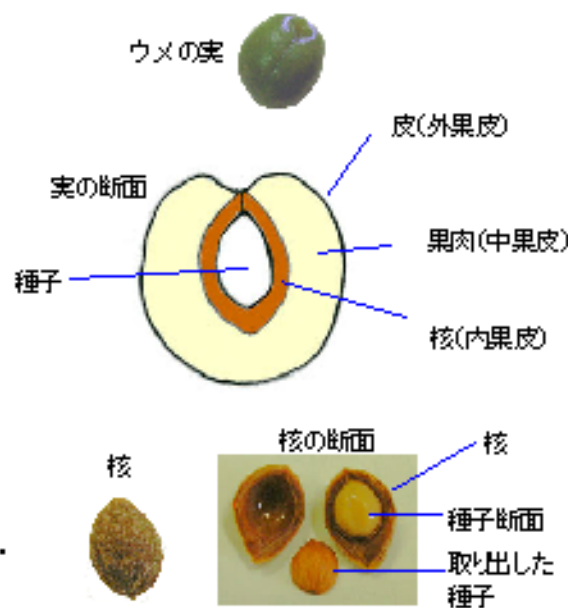 ウメの実
皮(外果皮)
実の断面
果肉(中果皮)
種子
核(内果皮)
核の断面
核
核
種子断面
取り出した
種子